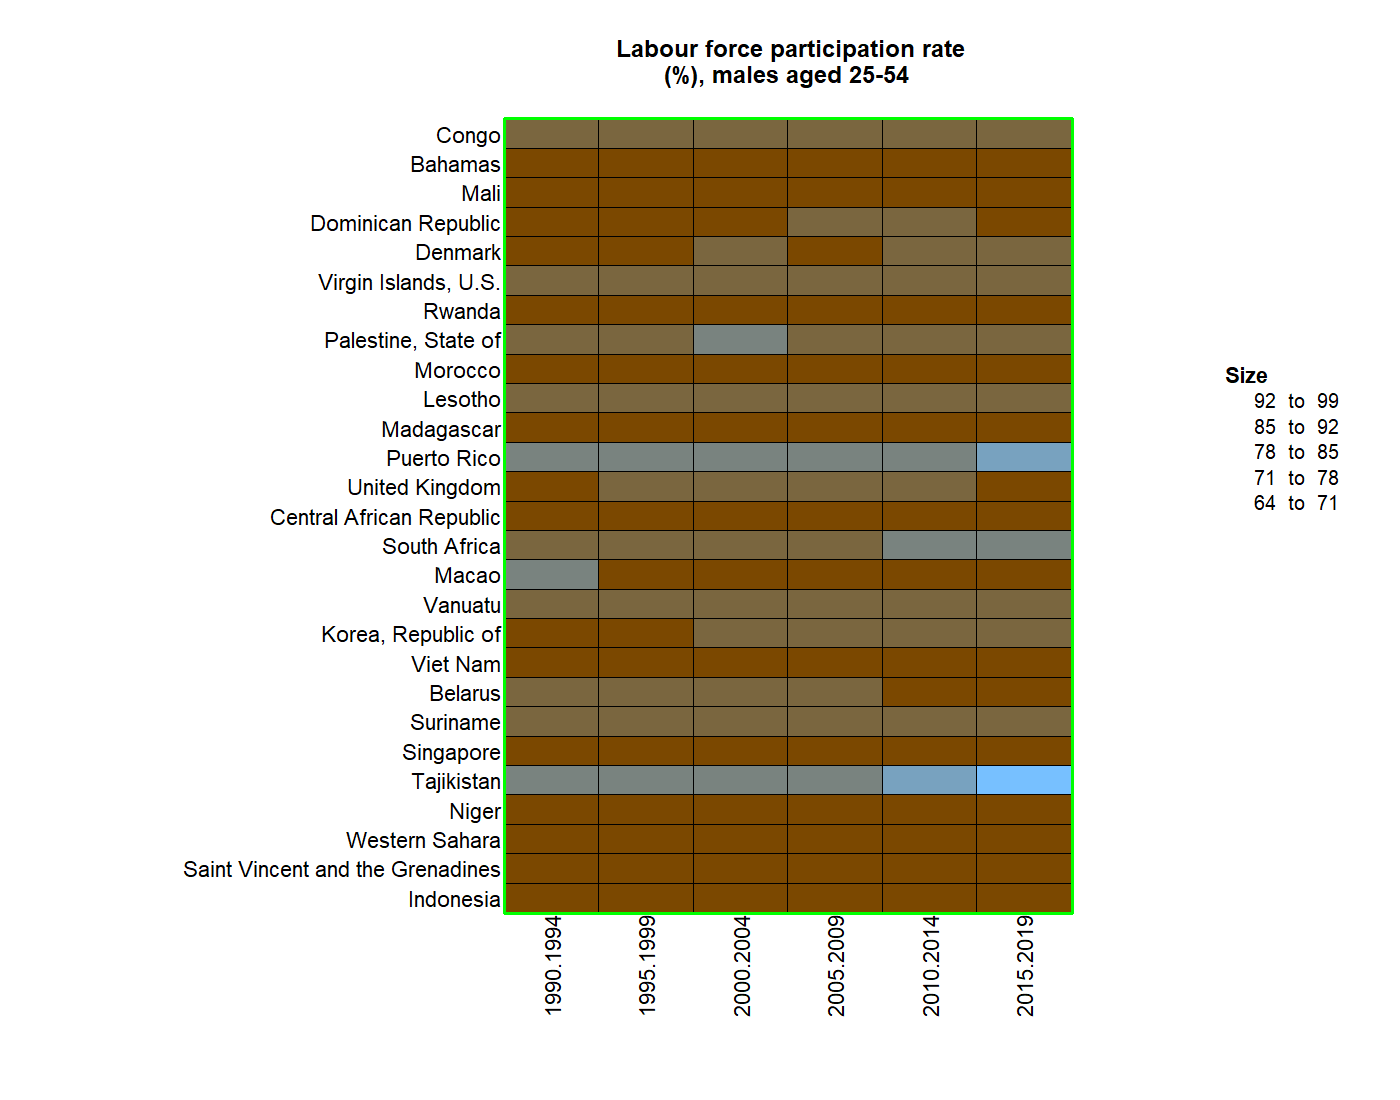 Labour force participation rate
(%), males aged 25-54
Congo
Bahamas
Mali
Dominican Republic
Denmark
Virgin Islands, U.S.
Rwanda
Palestine, State of
Morocco
Lesotho
Madagascar
Puerto Rico
United Kingdom
Central African Republic
South Africa
Macao
Vanuatu
Korea, Republic of
Viet Nam
Belarus
Suriname
Singapore
Tajikistan
Niger
Western Sahara
Saint Vincent and the Grenadines
Indonesia
1990.1994
1995.1999
2000.2004
2005.2009
2010.2014
2015.2019
Size
92 to 99
85 to 92
78 to 85
71 to 78
64 to 71